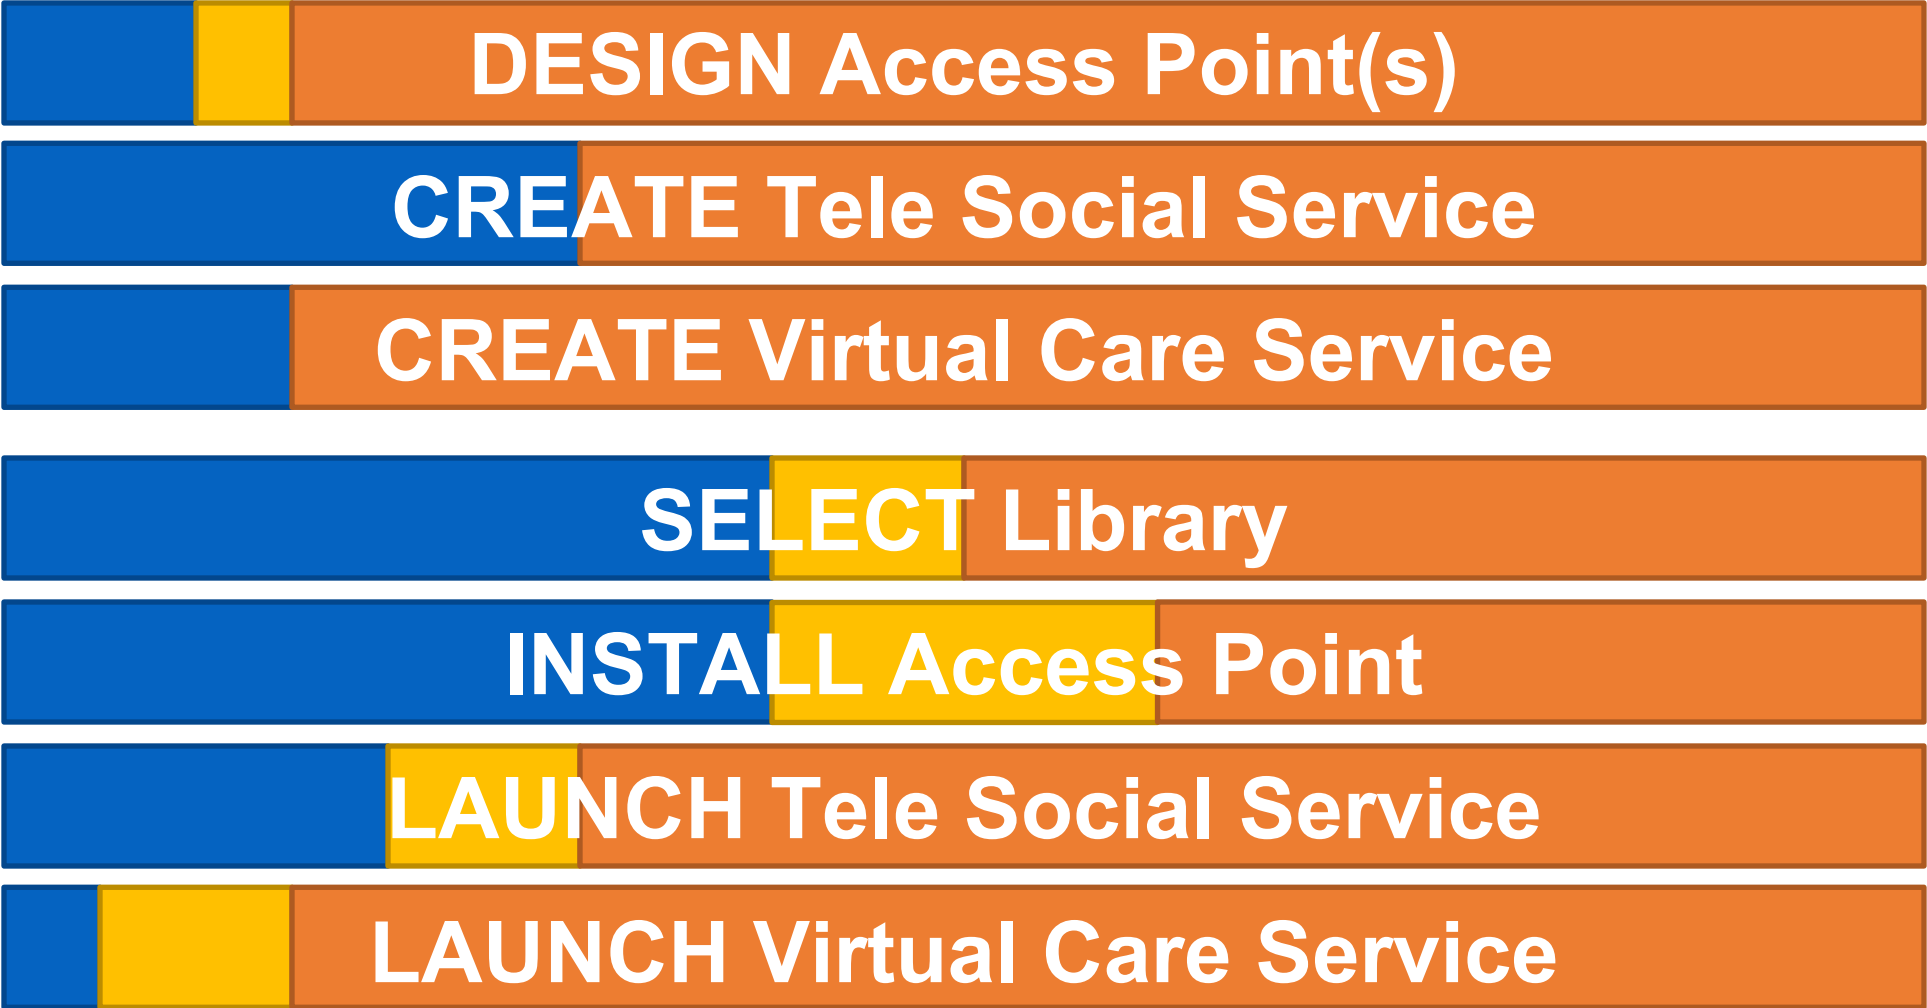 DESIGN Access Point(s)
CREATE Tele Social Service
CREATE Virtual Care Service
SELECT Library
INSTALL Access Point
LAUNCH Tele Social Service
LAUNCH Virtual Care Service